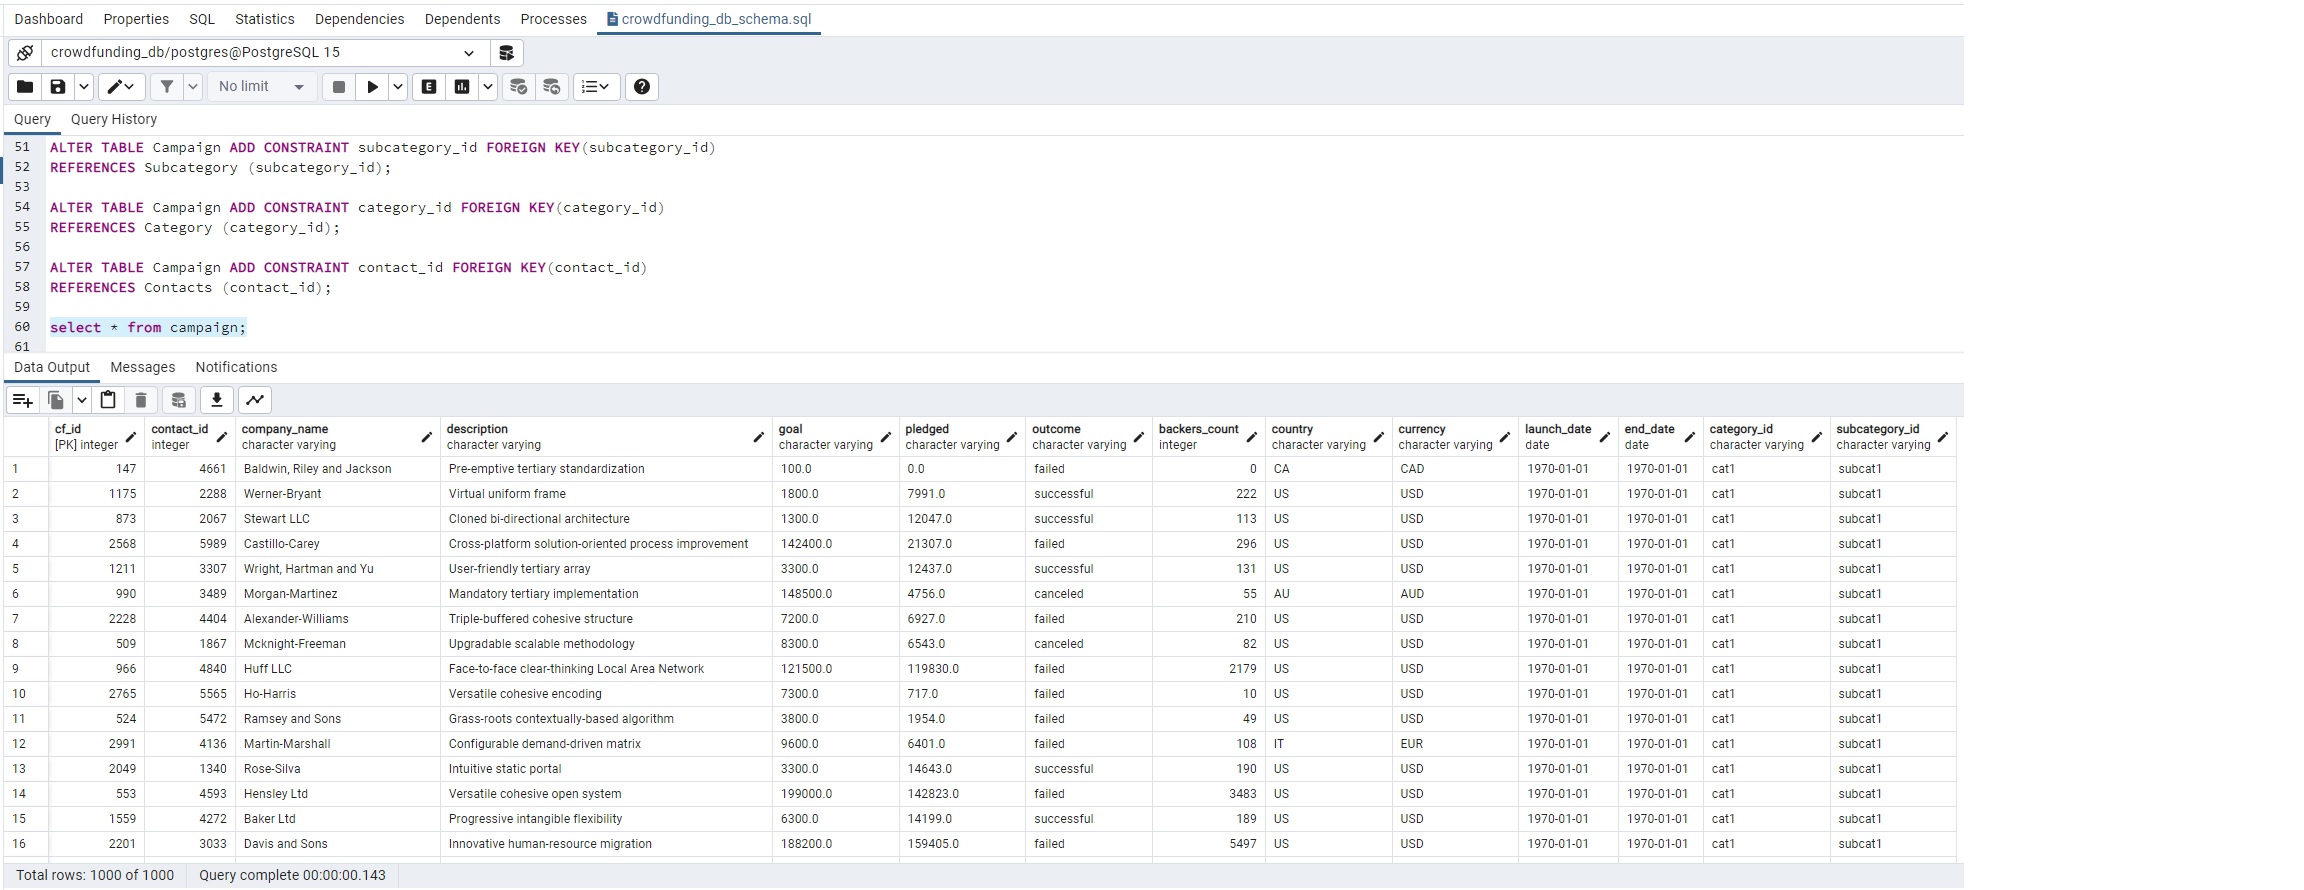 Dashboard Properties SQL Statistics Dependencies Dependents Processes crowdfunding_db_schema.sql
crowdfunding_db/postgres@PostgreSQL 15
No limit E
Query Query History
51 ALTER TABLE Campaign ADD CONSTRAINT subcategory_id FOREIGN KEY(subcategory_id)
52 REFERENCES Subcategory (subcategory_id);
53
54 ALTER TABLE Campaign ADD CONSTRAINT category_id FOREIGN KEY(category_id)
55 REFERENCES Category (category_id);
56
57 ALTER TABLE Campaign ADD CONSTRAINT contact_id FOREIGN KEY(contact_id)
58 REFERENCES Contacts (contact_id);
59
60 select * from campaign;
61
Data Output Messages Notifications
cf_id contact_id company_name description goal pledged outcome backers_count country currency launch_date end_date category_id subcategory_id
[PK] integer integer character varying character varying character varying character varying character varying integer character varying character varying date date character varying character varying
1 147 4661 Baldwin, Riley and Jackson Pre-emptive tertiary standardization 100.0 0.0 failed 0 CA CAD 1970-01-01 1970-01-01 cat1 subcat1
2 1175 2288 Werner-Bryant Virtual uniform frame 1800.0 7991.0 successful 222 US USD 1970-01-01 1970-01-01 cat1 subcat1
3 873 2067 Stewart LLC Cloned bi-directional architecture 1300.0 12047.0 successful 113 US USD 1970-01-01 1970-01-01 cat1 subcat1
4 2568 5989 Castillo-Carey Cross-platform solution-oriented process improvement 142400.0 21307.0 failed 296 US USD 1970-01-01 1970-01-01 cat1 subcat1
5 1211 3307 Wright, Hartman and Yu User-friendly tertiary array 3300.0 12437.0 successful 131 US USD 1970-01-01 1970-01-01 cat1 subcat1
6 990 3489 Morgan-Martinez Mandatory tertiary implementation 148500.0 4756.0 canceled 55 AU AUD 1970-01-01 1970-01-01 cat1 subcat1
7 2228 4404 Alexander-Williams Triple-buffered cohesive structure 7200.0 6927.0 failed 210 US USD 1970-01-01 1970-01-01 cat1 subcat1
8 509 1867 Mcknight-Freeman Upgradable scalable methodology 8300.0 6543.0 canceled 82 US USD 1970-01-01 1970-01-01 cat1 subcat1
9 966 4840 Huff LLC Face-to-face clear-thinking Local Area Network 121500.0 119830.0 failed 2179 US USD 1970-01-01 1970-01-01 cat1 subcat1
10 2765 5565 Ho-Harris Versatile cohesive encoding 7300.0 717.0 failed 10 US USD 1970-01-01 1970-01-01 cat1 subcat1
11 524 5472 Ramsey and Sons Grass-roots contextually-based algorithm 3800.0 1954.0 failed 49 US USD 1970-01-01 1970-01-01 cat1 subcat1
12 2991 4136 Martin-Marshall Configurable demand-driven matrix 9600.0 6401.0 failed 108 IT EUR 1970-01-01 1970-01-01 cat1 subcat1
13 2049 1340 Rose-Silva Intuitive static portal 3300.0 14643.0 successful 190 US USD 1970-01-01 1970-01-01 cat1 subcat1
14 553 4593 Hensley Ltd Versatile cohesive open system 199000.0 142823.0 failed 3483 US USD 1970-01-01 1970-01-01 cat1 subcat1
15 1559 4272 Baker Ltd Progressive intangible flexibility 6300.0 14199.0 successful 189 US USD 1970-01-01 1970-01-01 cat1 subcat1
16 2201 3033 Davis and Sons Innovative human-resource migration 188200.0 159405.0 failed 5497 US USD 1970-01-01 1970-01-01 cat1 subcat1
Total rows: 1000 of 1000 Query complete 00:00:00.143